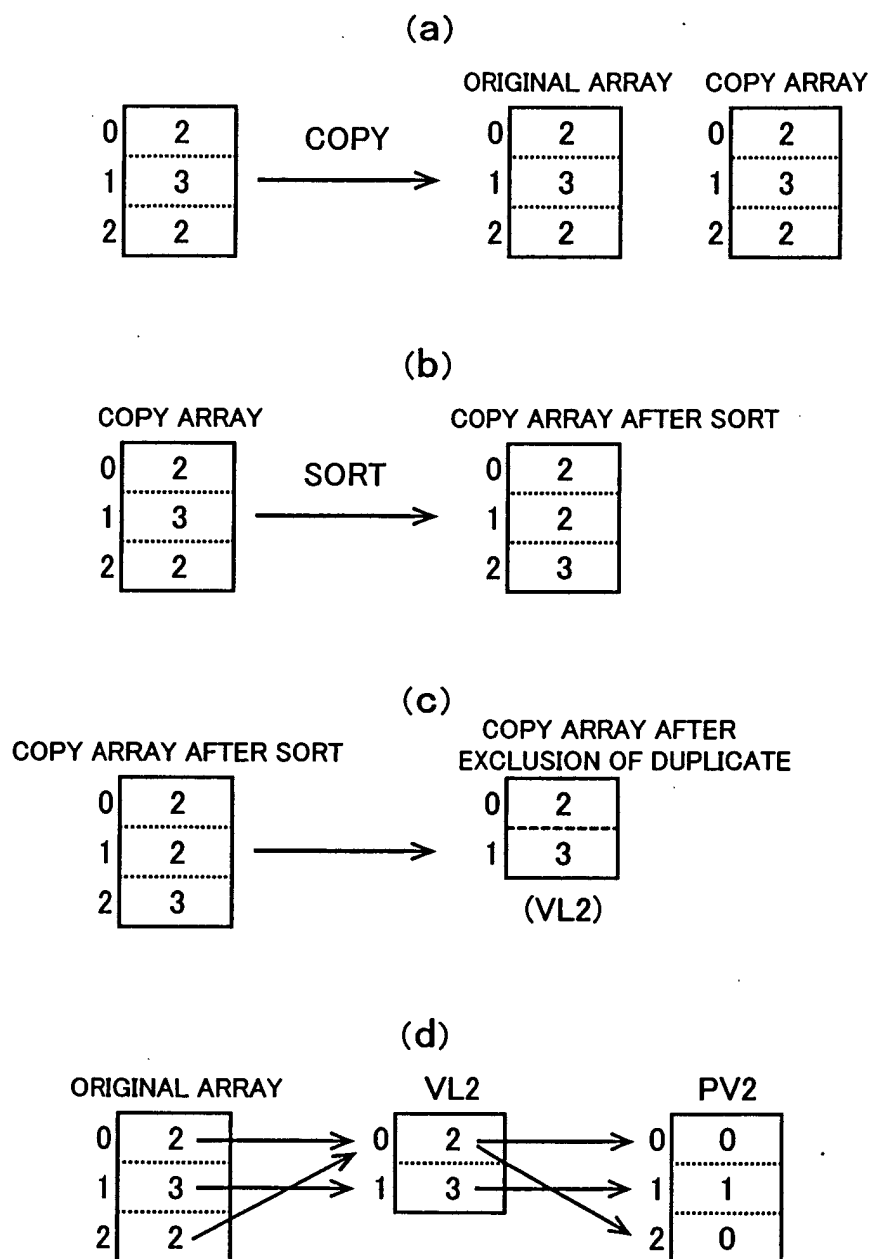 (a)
ORIGINAL ARRAY COPY ARRAY
0 2 COPY 0 2 0 2
1 3 1 3 1 3
2 2 2 2 2 2
(b)
COPY ARRAY COPY ARRAY AFTER SORT
0 2 SORT 0 2
1 3 1 2
2 2 2 3
(c)
COPY ARRAY AFTER SORT COPY ARRAY AFTER
EXCLUSION OF DUPLICATE
0 2 0 2
1 2 1 3
2 3
(VL2)
(d)
ORIGINAL ARRAY VL2 PV2
0 2 0 2 0 0
1 3 1 3 1 1
2 2 2 0